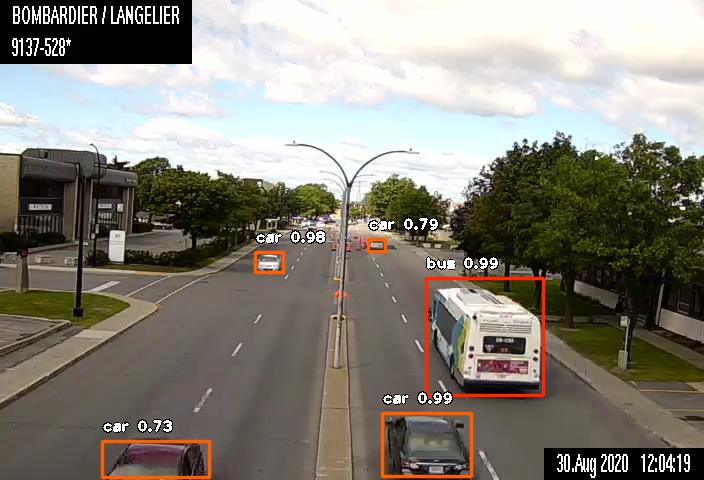 BOMBARDIER / LANGELIER
9137-528*
car 0.98
car 0.79
bus 0.99
car 0.73
car 0.99
30.Aug 2020 12:04:19